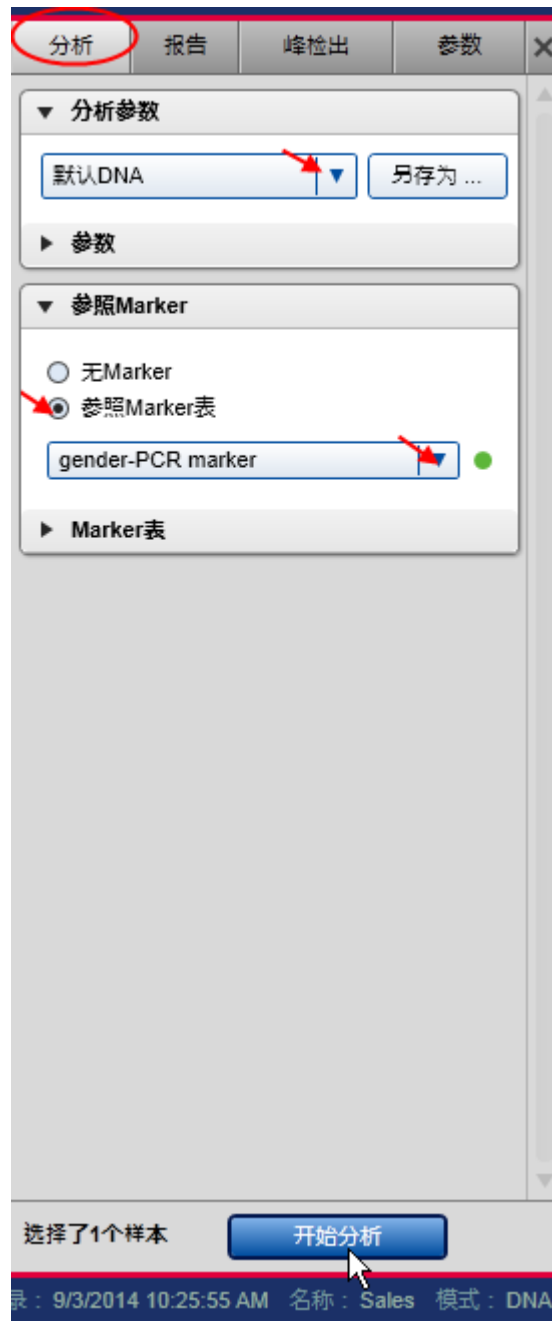 分析 报告 峰检出 参数
分析参数
默认DNA 另存为 ...
参数
参照Marker
无Marker
参照Marker表
gender-PCR marker
Marker表
选择了1个样本 开始分析
录：9/3/2014 10:25:55 AM 名称：Sales 模式：DNA